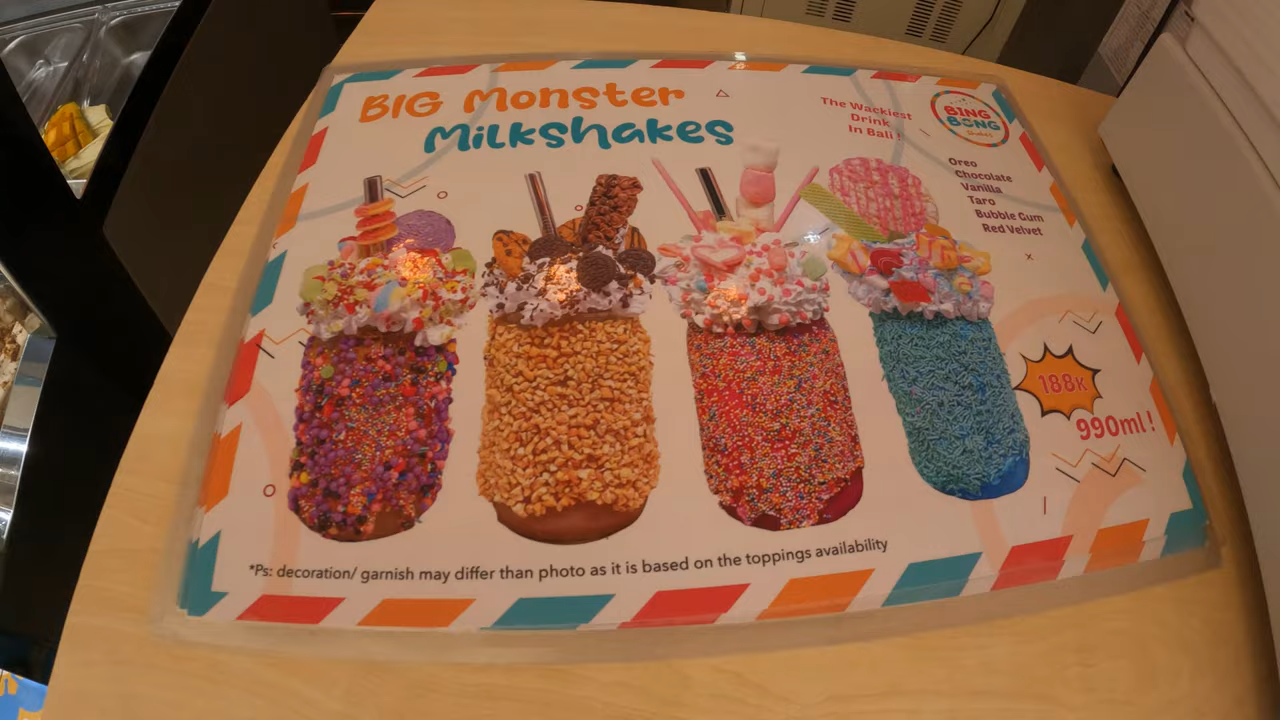 BIG Monster
Milkshakes
The Wackiest
Drink
In Bali
BING
BONG
Shakes
Oreo
Chocolate
Vanilla
Taro
Bubble Gum
Red Velvet
188K
990ml!
*Ps: decoration/ garnish may differ than photo as it is based on the toppings availability